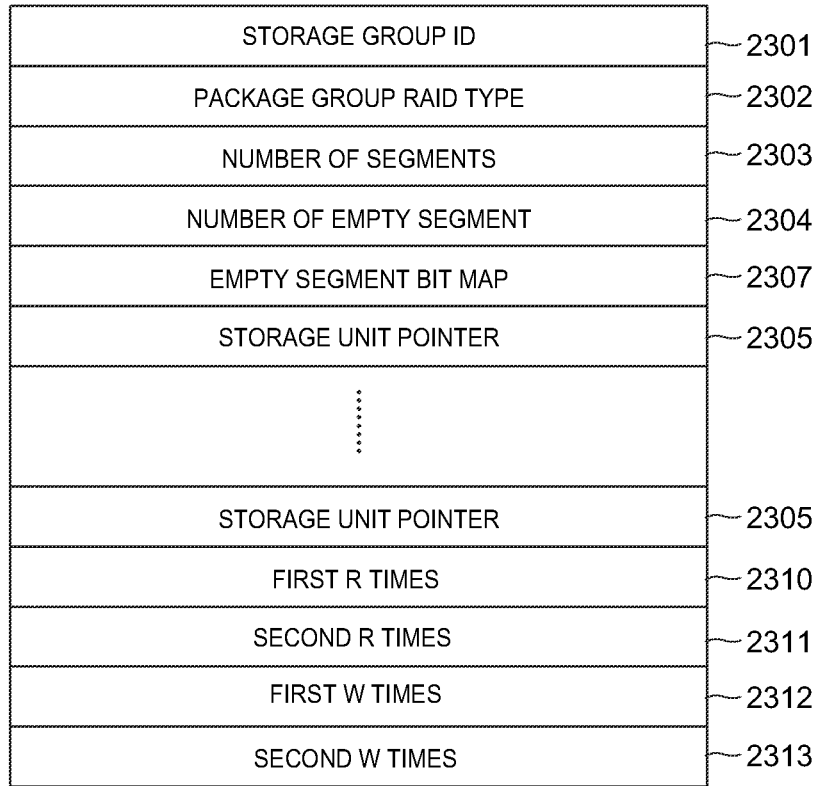 STORAGE GROUP ID 2301
PACKAGE GROUP RAID TYPE 2302
NUMBER OF SEGMENTS 2303
NUMBER OF EMPTY SEGMENT 2304
EMPTY SEGMENT BIT MAP 2307
STORAGE UNIT POINTER 2305
STORAGE UNIT POINTER 2305
FIRST R TIMES 2310
SECOND R TIMES 2311
FIRST W TIMES 2312
SECOND W TIMES 2313